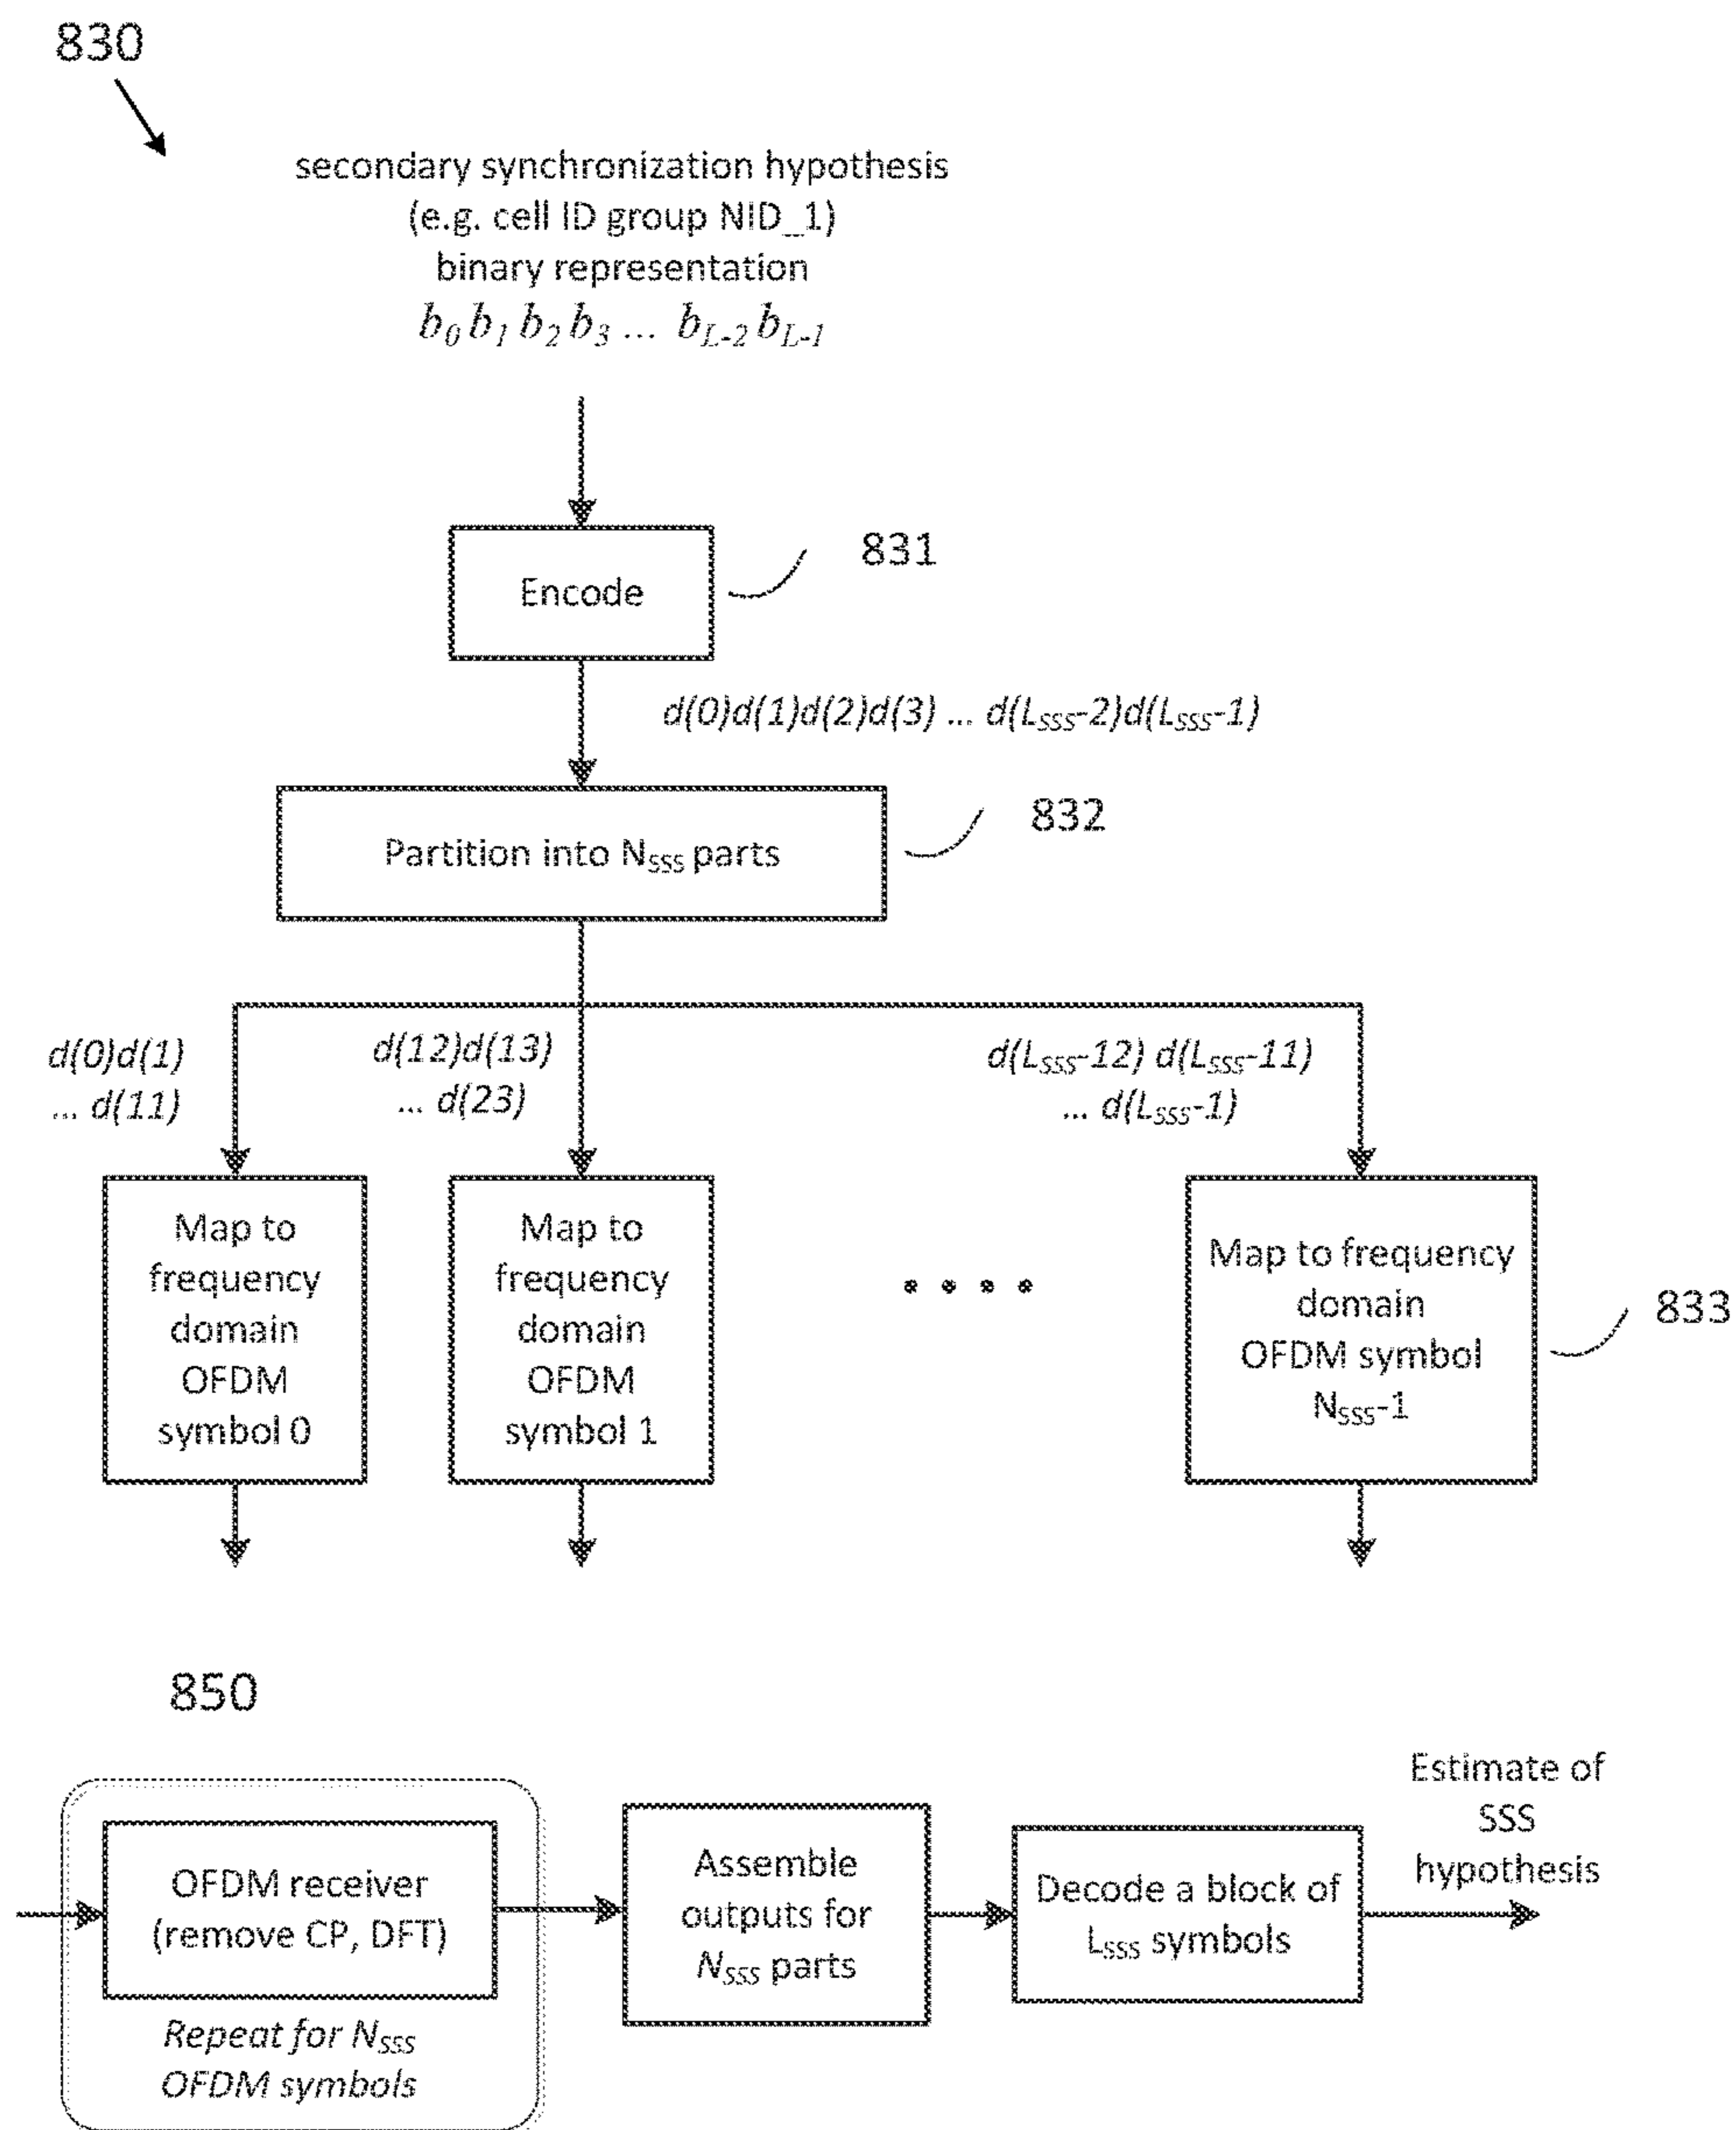 830
secondary synchronization hypothesis
(e.g. cell ID group NID_1)
binary representation
b0 b1 b2 b3 ... bL-2 bL-1
Encode
831
d(0)d(1)d(2)d(3) ... d(LSSS-2)d(LSSS-1)
Partition into NSSS parts
832
d(0)d(1)
... d(11)
d(12)d(13)
... d(23)
d(LSSS-12) d(LSSS-11)
... d(LSSS-1)
Map to
frequency
domain
OFDM
symbol 0
Map to
frequency
domain
OFDM
symbol 1
Map to frequency
domain
OFDM symbol
NSSS-1
833
850
OFDM receiver
(remove CP, DFT)
Repeat for NSSS
OFDM symbols
Assemble
outputs for
NSSS parts
Decode a block of
LSSS symbols
Estimate of
SSS
hypothesis